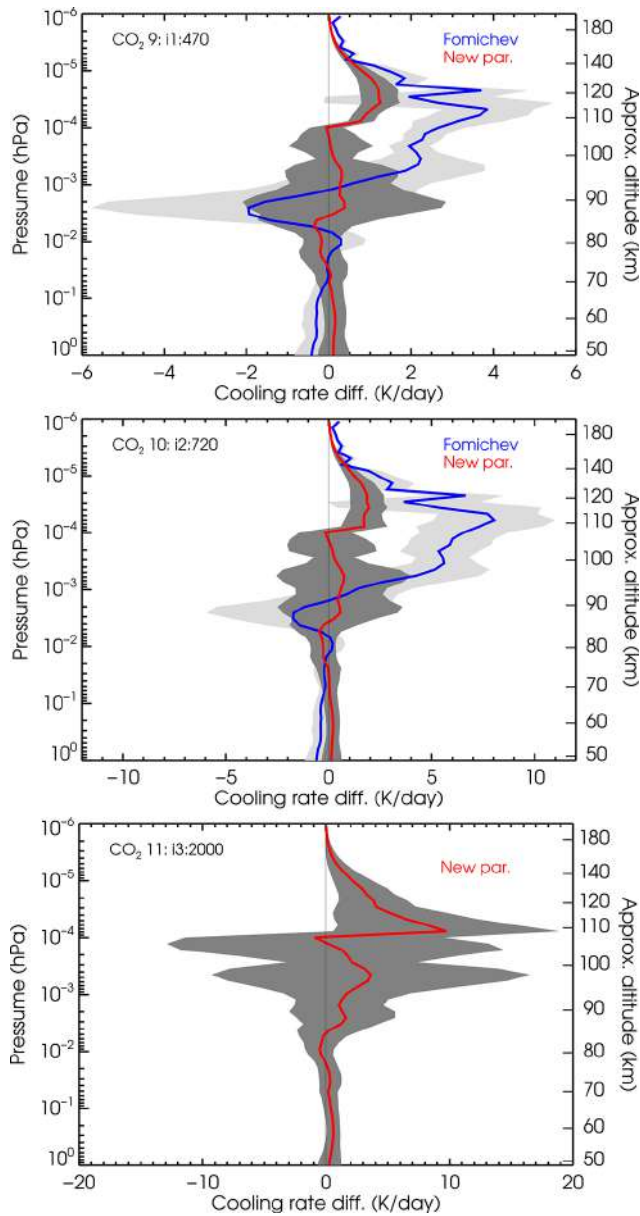 CO2 9: i1:470
Fomichev
New par.
Pressume (hPa)
10^-6
10^-5
10^-4
10^-3
10^-2
10^-1
10^0
180
140
120
110
100
90
80
70
60
50
Approx. altitude (km)
−6 −4 −2 0 2 4 6
Cooling rate diff. (K/day)
CO2 10: i2:720
Fomichev
New par.
Pressume (hPa)
10^-6
10^-5
10^-4
10^-3
10^-2
10^-1
10^0
180
140
120
110
100
90
80
70
60
50
Approx. altitude (km)
−10 −5 0 5 10
Cooling rate diff. (K/day)
CO2 11: i3:2000
New par.
Pressume (hPa)
10^-6
10^-5
10^-4
10^-3
10^-2
10^-1
10^0
180
140
120
110
100
90
80
70
60
50
Approx. altitude (km)
−20 −10 0 10 20
Cooling rate diff. (K/day)